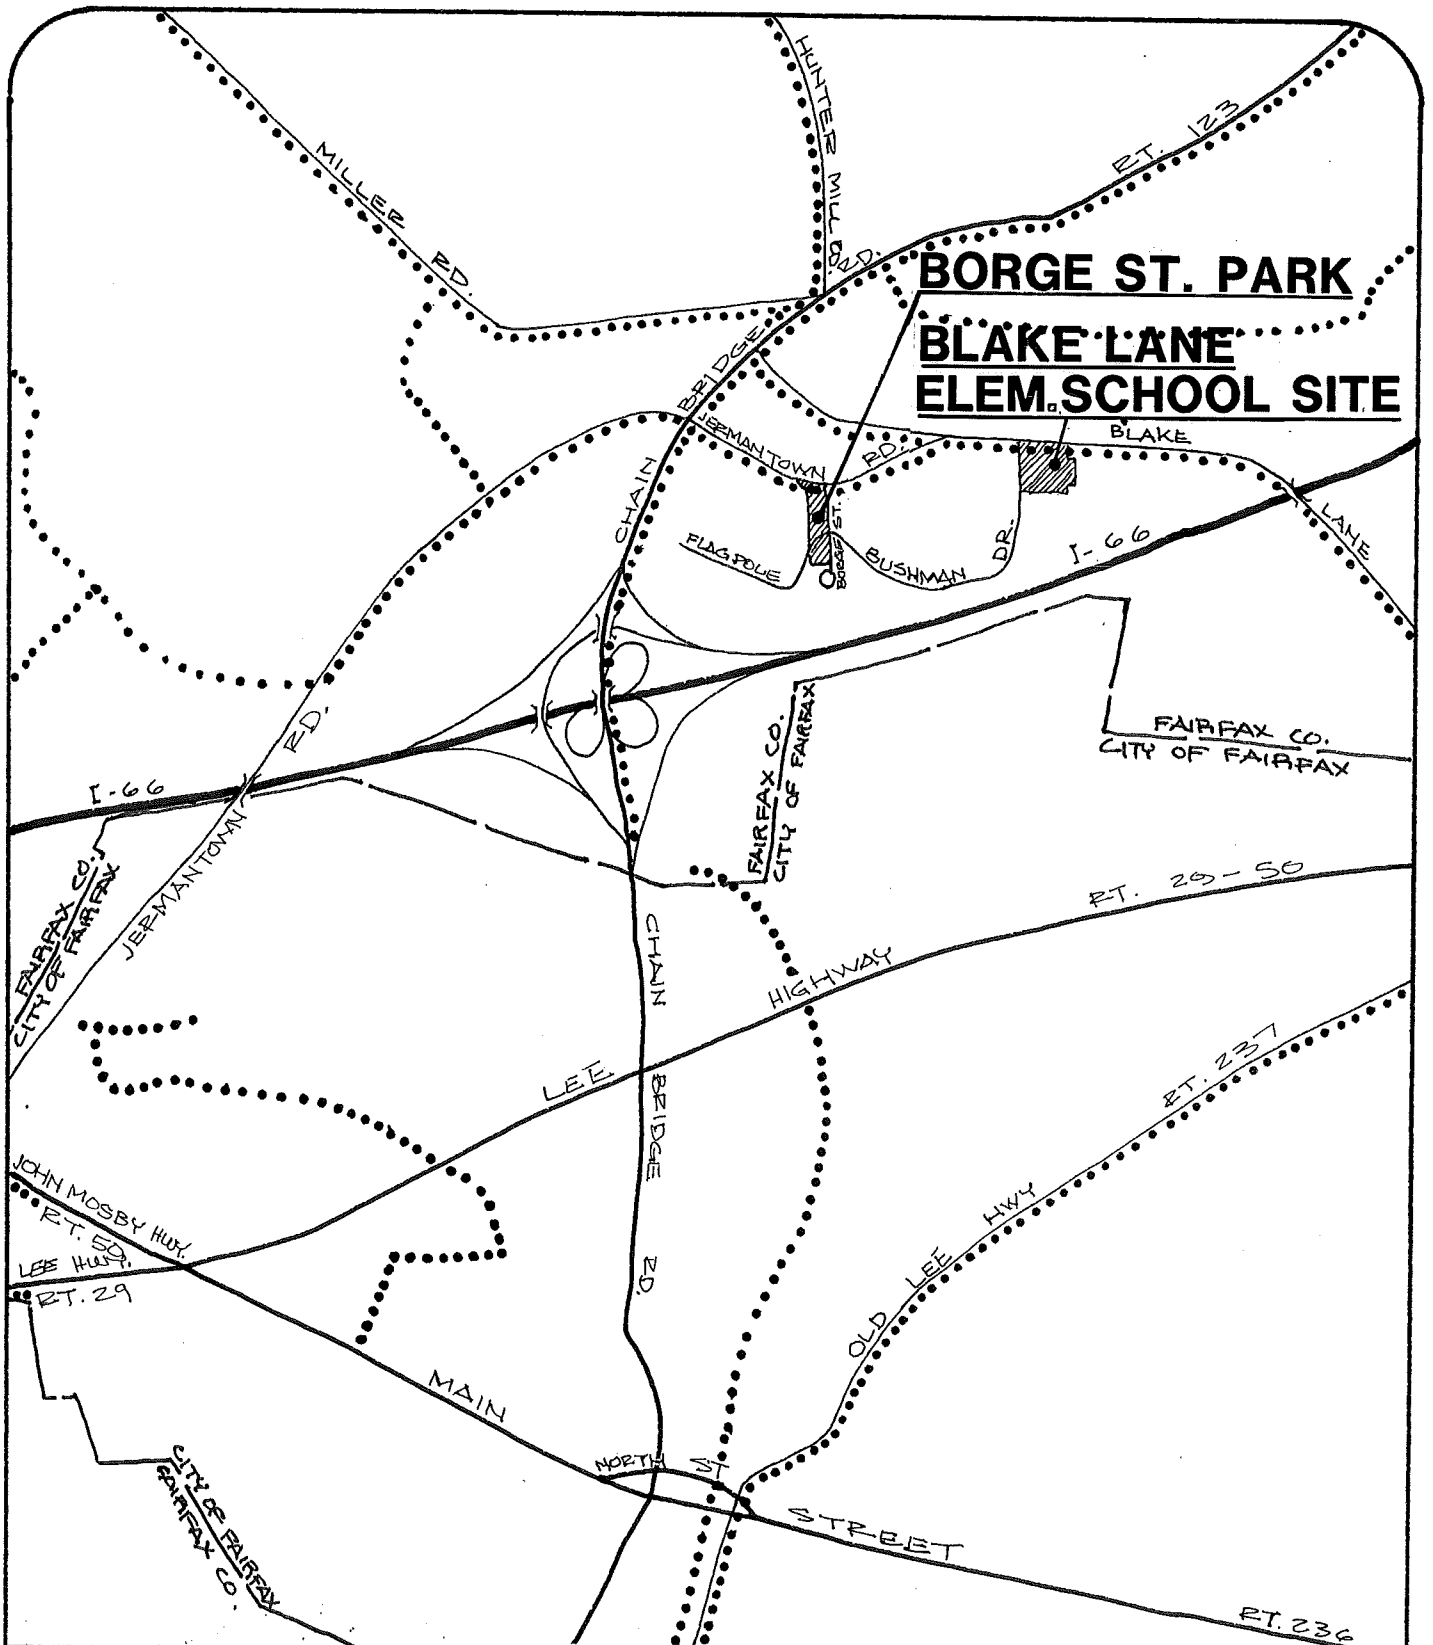 HUNTER MILL RD.
MILLER RD.
RT. 123
BORGE ST. PARK
BLAKE LANE
ELEM. SCHOOL SITE
CHAIN BRIDGE RD.
JERMANTOWN RD.
BLAKE LANE
FLAGPOLE
BORGE ST.
BUSHMAN DR.
I-66
FAIRFAX CO.
CITY OF FAIRFAX
FAIRFAX CO.
CITY OF FAIRFAX
I-66
JERMANTOWN RD.
FAIRFAX CO.
CITY OF FAIRFAX
RT. 29-50
LEE HIGHWAY
CHAIN BRIDGE RD.
RT. 237
OLD LEE HWY
JOHN MOSBY HWY.
RT. 50
LEE HWY.
RT. 29
MAIN STREET
NORTH ST
CITY OF FAIRFAX
FAIRFAX CO.
RT. 236